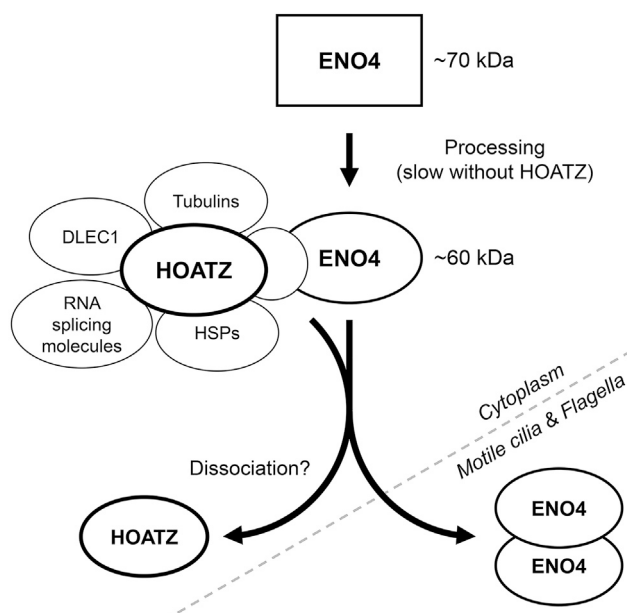 ENO4
~70 kDa
Processing
(slow without HOATZ)
Tubulins
DLEC1
HOATZ
ENO4
~60 kDa
RNA
splicing
molecules
HSPs
Cytoplasm
Motile cilia & Flagella
Dissociation?
HOATZ
ENO4
ENO4